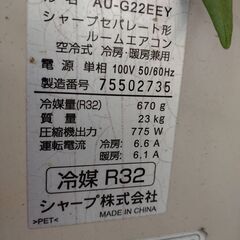 形 名 AU-G22EEY
シャープセパレート形
ルームエアコン
空冷式 冷房・暖房兼用
電 源 単相 100V 50/60Hz
製造番号 75502735
冷媒量(R32) 670 g
質 量 23 kg
圧縮機出力 775 W
運転電流 冷房: 6.6 A
暖房: 6.1 A
冷媒 R32
シャープ株式会社
>PET< MADE IN CHINA